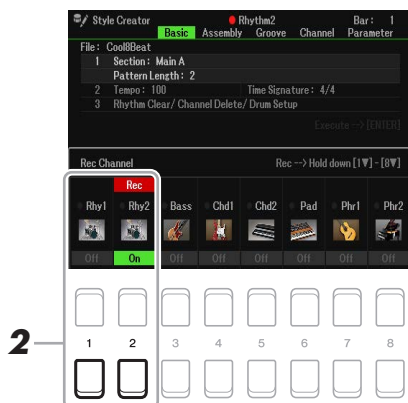 Style Creator Rhythm2 Bar: 1
Basic Assembly Groove Channel Parameter
File: Cool8Beat
1 Section: Main A
Pattern Length: 2
2 Tempo: 100 Time Signature: 4/4
3 Rhythm Clear/Channel Delete/Drum Setup
Execute-->[ENTER]
Rec Channel Rec --> Hold down [1▼] - [8▼]
Rec
Rhy1 Rhy2 Bass Chd1 Chd2 Pad Phr1 Phr2
Off On Off Off Off Off Off Off
2 1 2 3 4 5 6 7 8